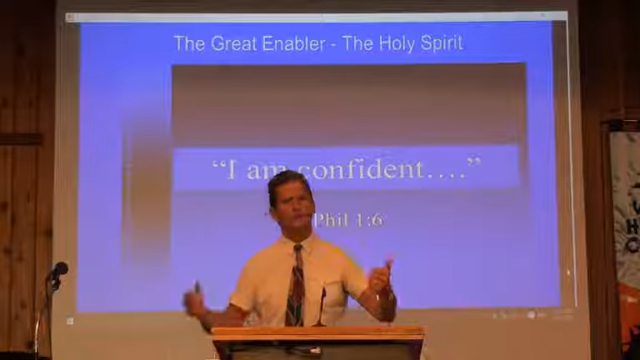 The Great Enabler - The Holy Spirit
“I am confident….”
Phil 1:6